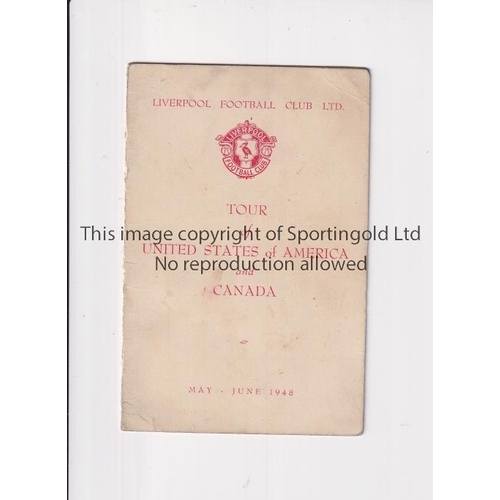 LIVERPOOL FOOTBALL CLUB LTD.
LIVERPOOL
FOOTBALL CLUB
TOUR
of
This image copyright of Sportingold Ltd
UNITED STATES of AMERICA
No reproduction allowed
and
CANADA
MAY - JUNE 1948